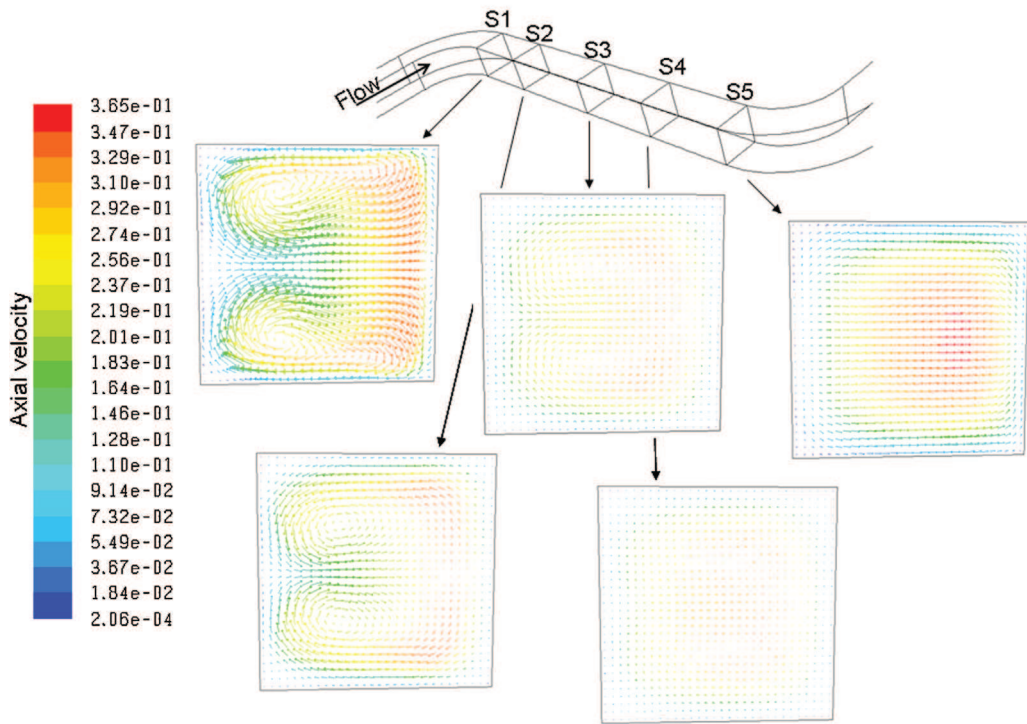 S1
S2
S3
S4
S5
Flow
Axial velocity
3.65e-01
3.47e-01
3.29e-01
3.10e-01
2.92e-01
2.74e-01
2.56e-01
2.37e-01
2.19e-01
2.01e-01
1.83e-01
1.64e-01
1.46e-01
1.28e-01
1.10e-01
9.14e-02
7.32e-02
5.49e-02
3.67e-02
1.84e-02
2.06e-04